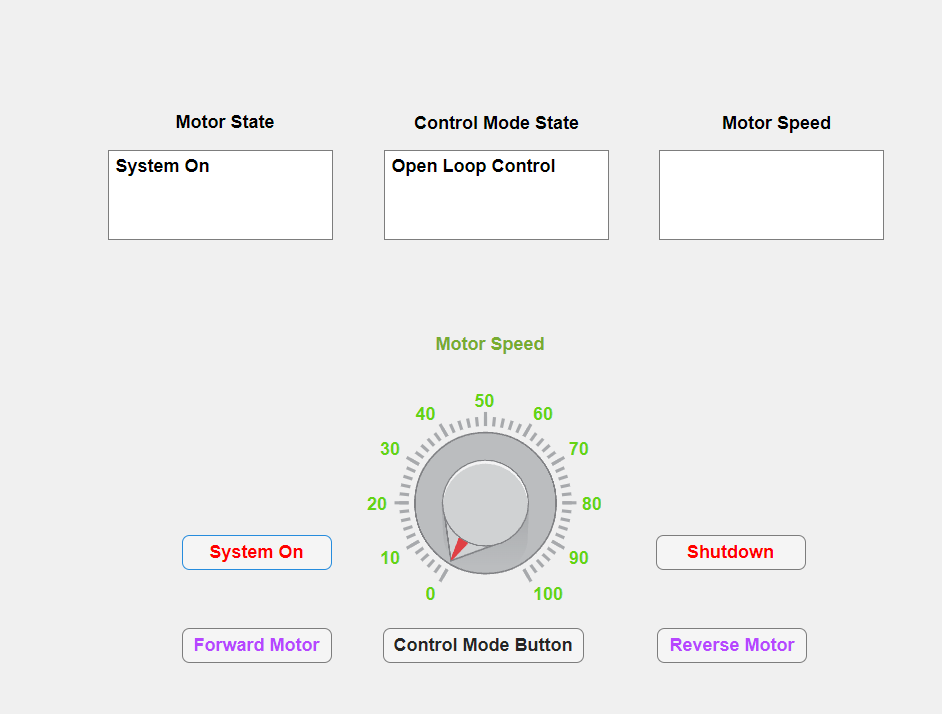 Motor State
Control Mode State
Motor Speed
System On
Open Loop Control
Motor Speed
50
40
60
30
70
20
80
System On
10
90
Shutdown
0
100
Forward Motor
Control Mode Button
Reverse Motor